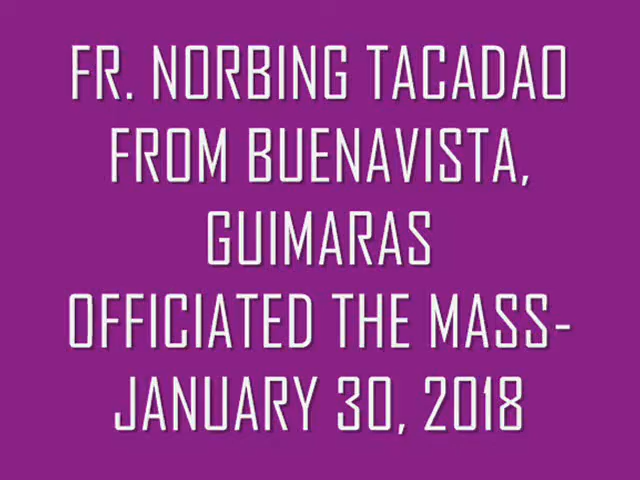 FR. NORBING TACADAO
FROM BUENAVISTA,
GUIMARAS
OFFICIATED THE MASS-
JANUARY 30, 2018